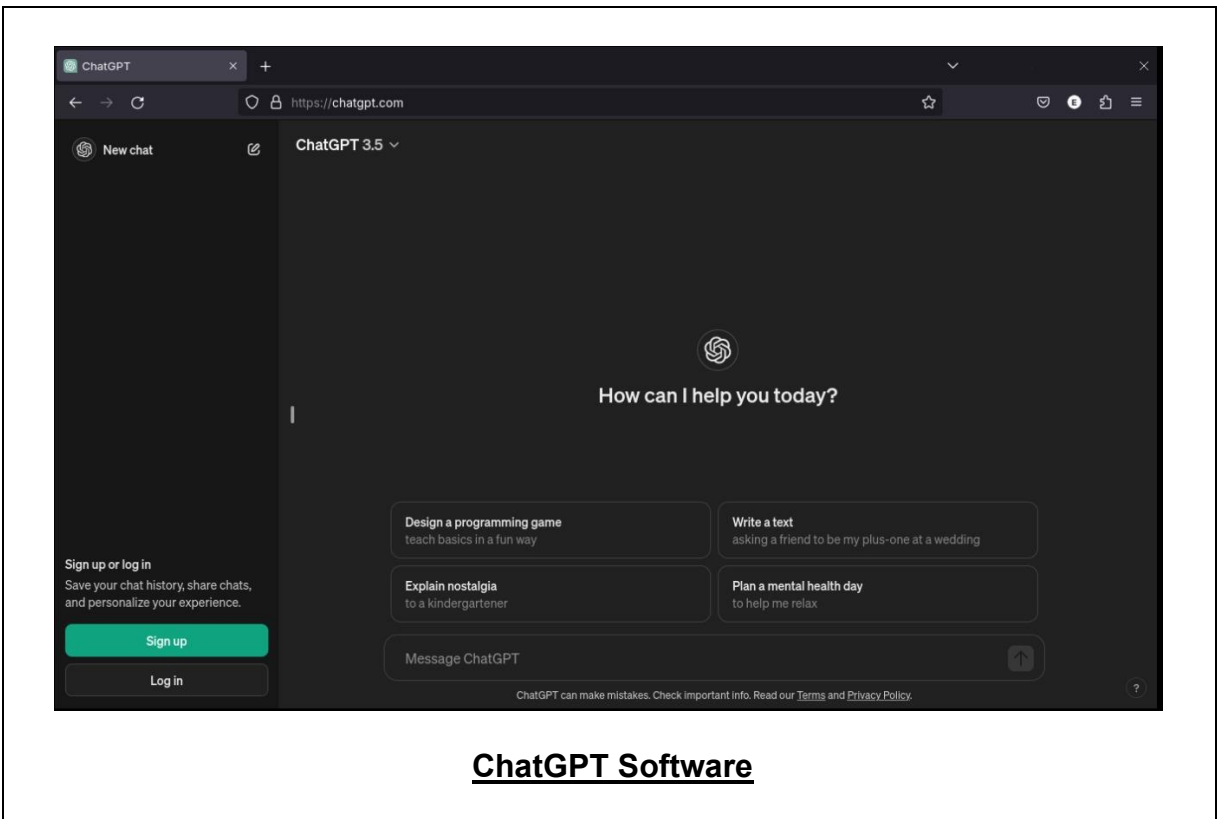 ChatGPT
https://chatgpt.com
E
New chat
ChatGPT 3.5
How can I help you today?
Design a programming game
teach basics in a fun way
Write a text
asking a friend to be my plus-one at a wedding
Explain nostalgia
to a kindergartener
Plan a mental health day
to help me relax
Sign up or log in
Save your chat history, share chats,
and personalize your experience.
Sign up
Log in
Message ChatGPT
ChatGPT can make mistakes. Check important info. Read our Terms and Privacy Policy.
?
ChatGPT Software